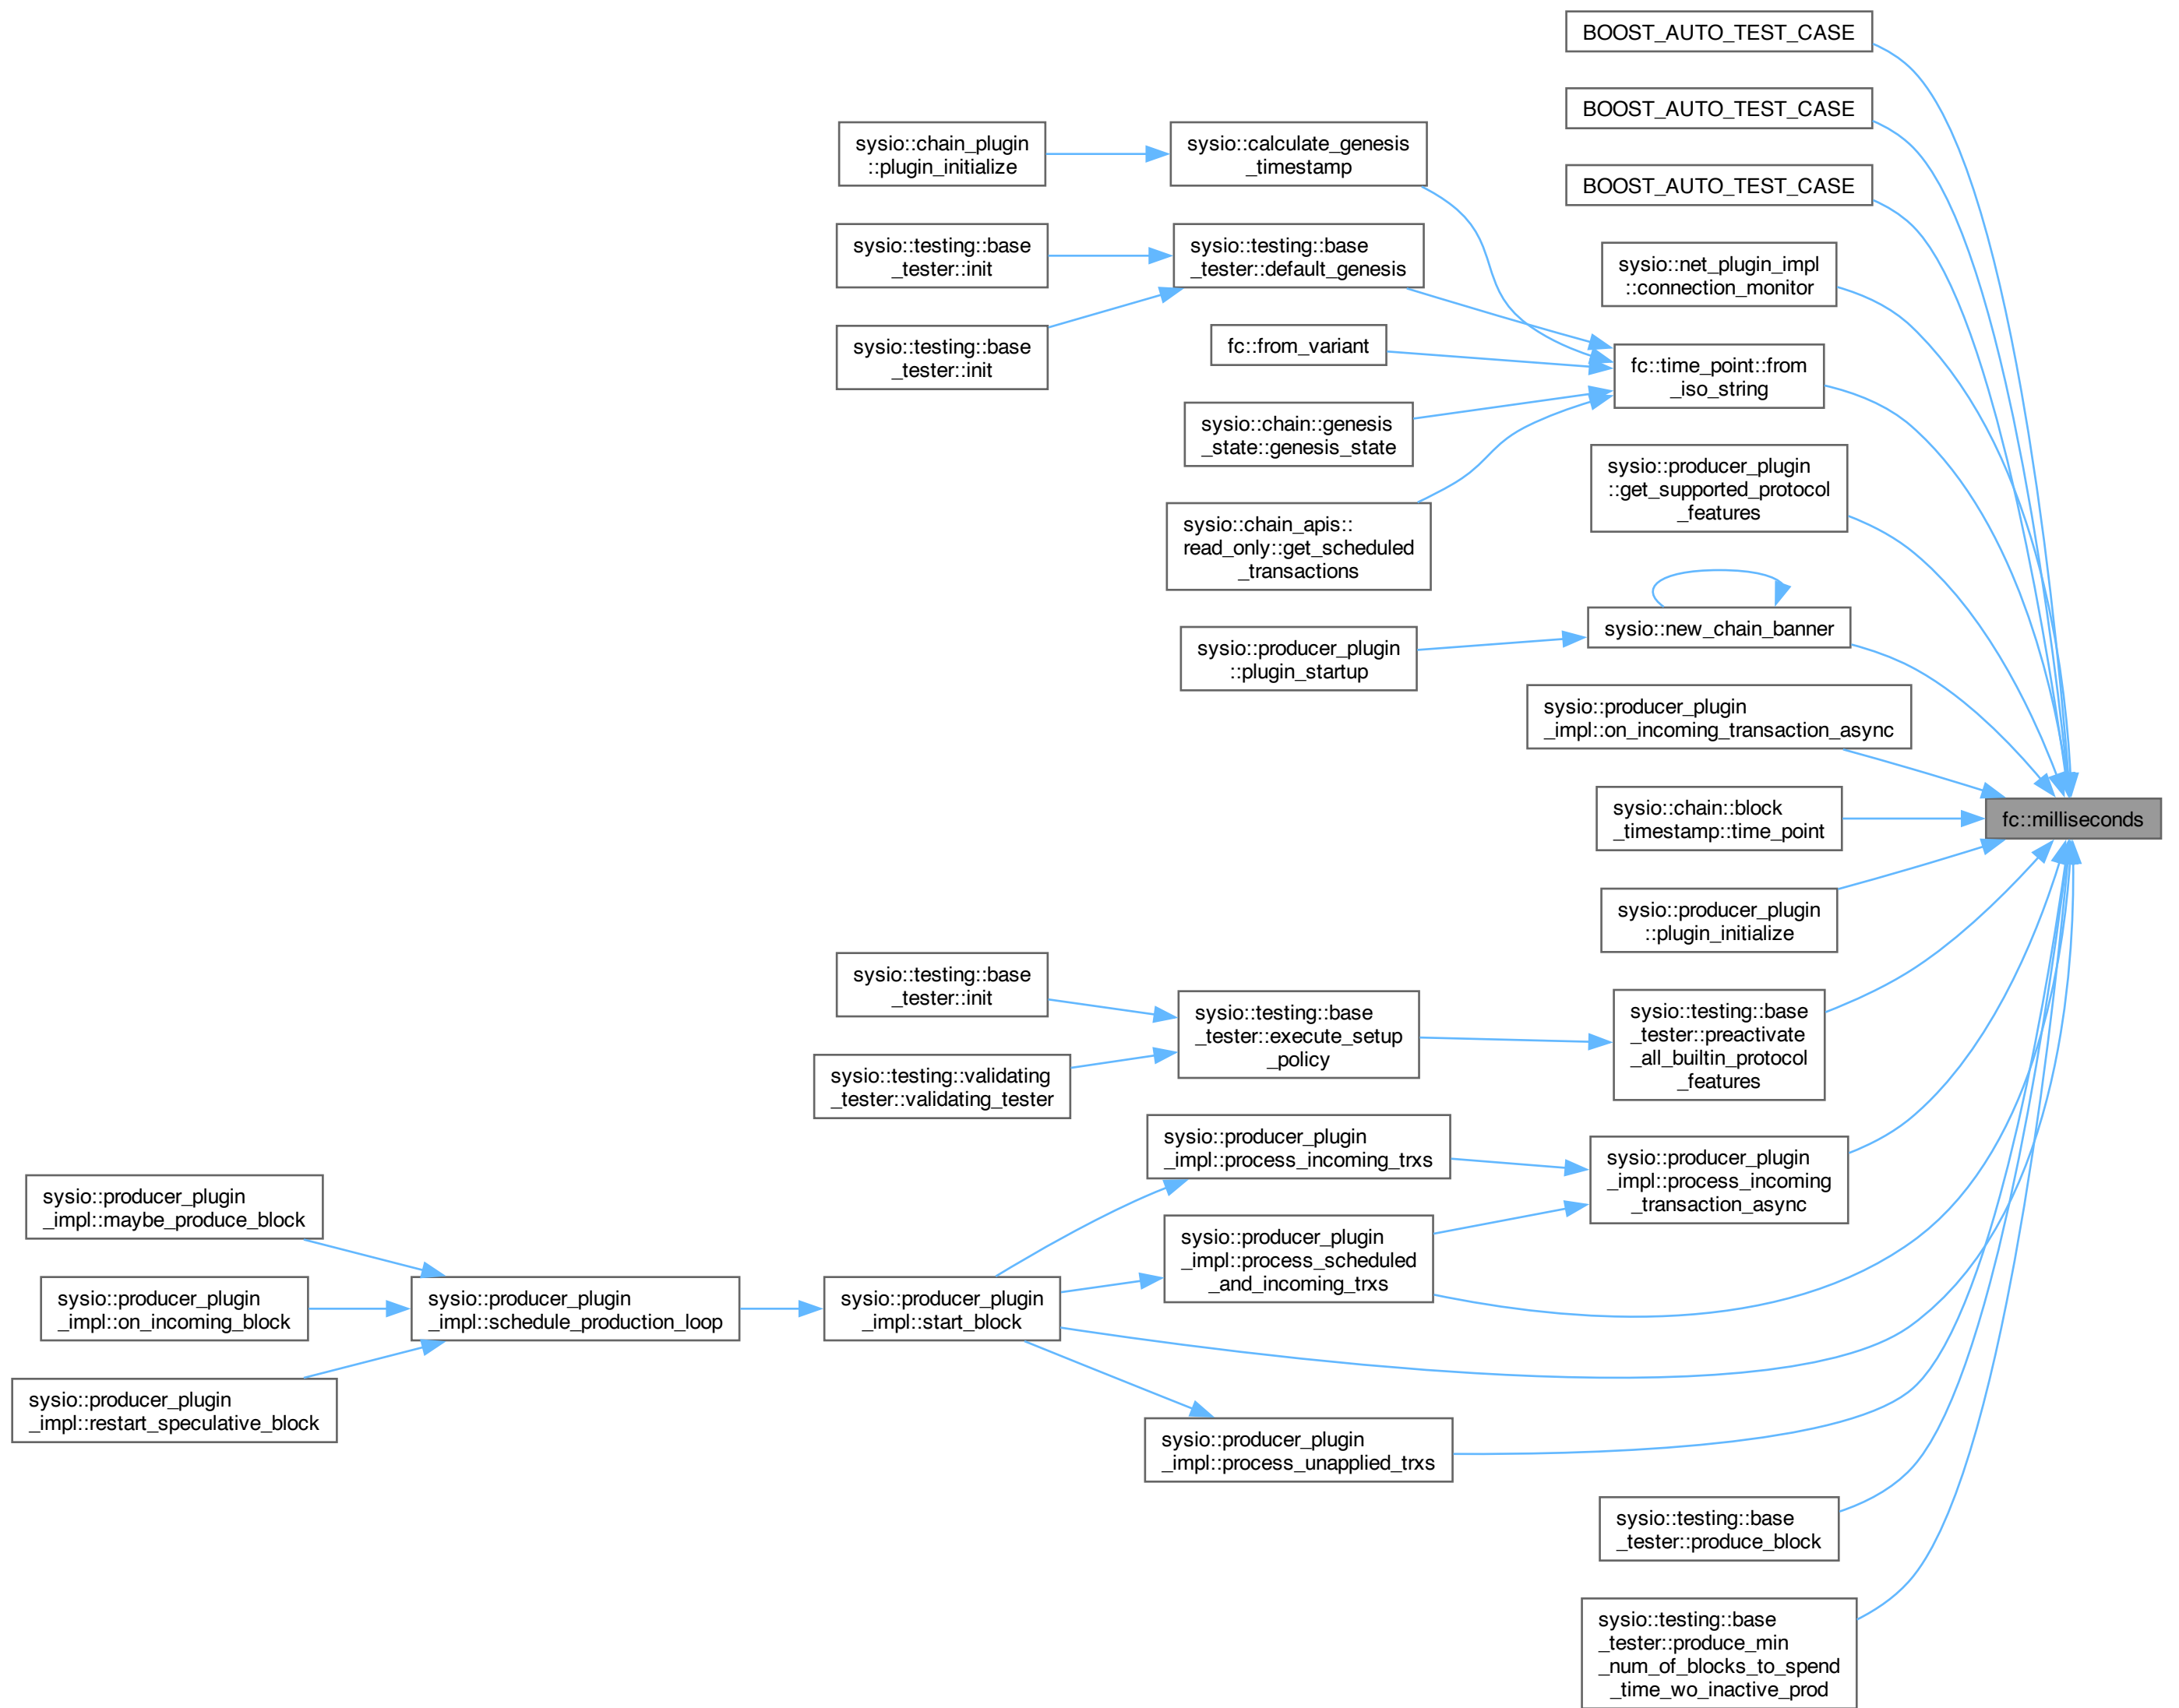 BOOST_AUTO_TEST_CASE
BOOST_AUTO_TEST_CASE
BOOST_AUTO_TEST_CASE
sysio::chain_plugin
::plugin_initialize
sysio::calculate_genesis
_timestamp
sysio::testing::base
_tester::init
sysio::testing::base
_tester::default_genesis
sysio::net_plugin_impl
::connection_monitor
sysio::testing::base
_tester::init
fc::from_variant
fc::time_point::from
_iso_string
sysio::chain::genesis
_state::genesis_state
sysio::producer_plugin
::get_supported_protocol
_features
sysio::chain_apis::
read_only::get_scheduled
_transactions
sysio::new_chain_banner
sysio::producer_plugin
::plugin_startup
sysio::producer_plugin
_impl::on_incoming_transaction_async
sysio::chain::block
_timestamp::time_point
fc::milliseconds
sysio::producer_plugin
::plugin_initialize
sysio::testing::base
_tester::init
sysio::testing::base
_tester::execute_setup
_policy
sysio::testing::base
_tester::preactivate
_all_builtin_protocol
_features
sysio::testing::validating
_tester::validating_tester
sysio::producer_plugin
_impl::process_incoming_trxs
sysio::producer_plugin
_impl::process_incoming
_transaction_async
sysio::producer_plugin
_impl::maybe_produce_block
sysio::producer_plugin
_impl::process_scheduled
_and_incoming_trxs
sysio::producer_plugin
_impl::on_incoming_block
sysio::producer_plugin
_impl::schedule_production_loop
sysio::producer_plugin
_impl::start_block
sysio::producer_plugin
_impl::restart_speculative_block
sysio::producer_plugin
_impl::process_unapplied_trxs
sysio::testing::base
_tester::produce_block
sysio::testing::base
_tester::produce_min
_num_of_blocks_to_spend
_time_wo_inactive_prod